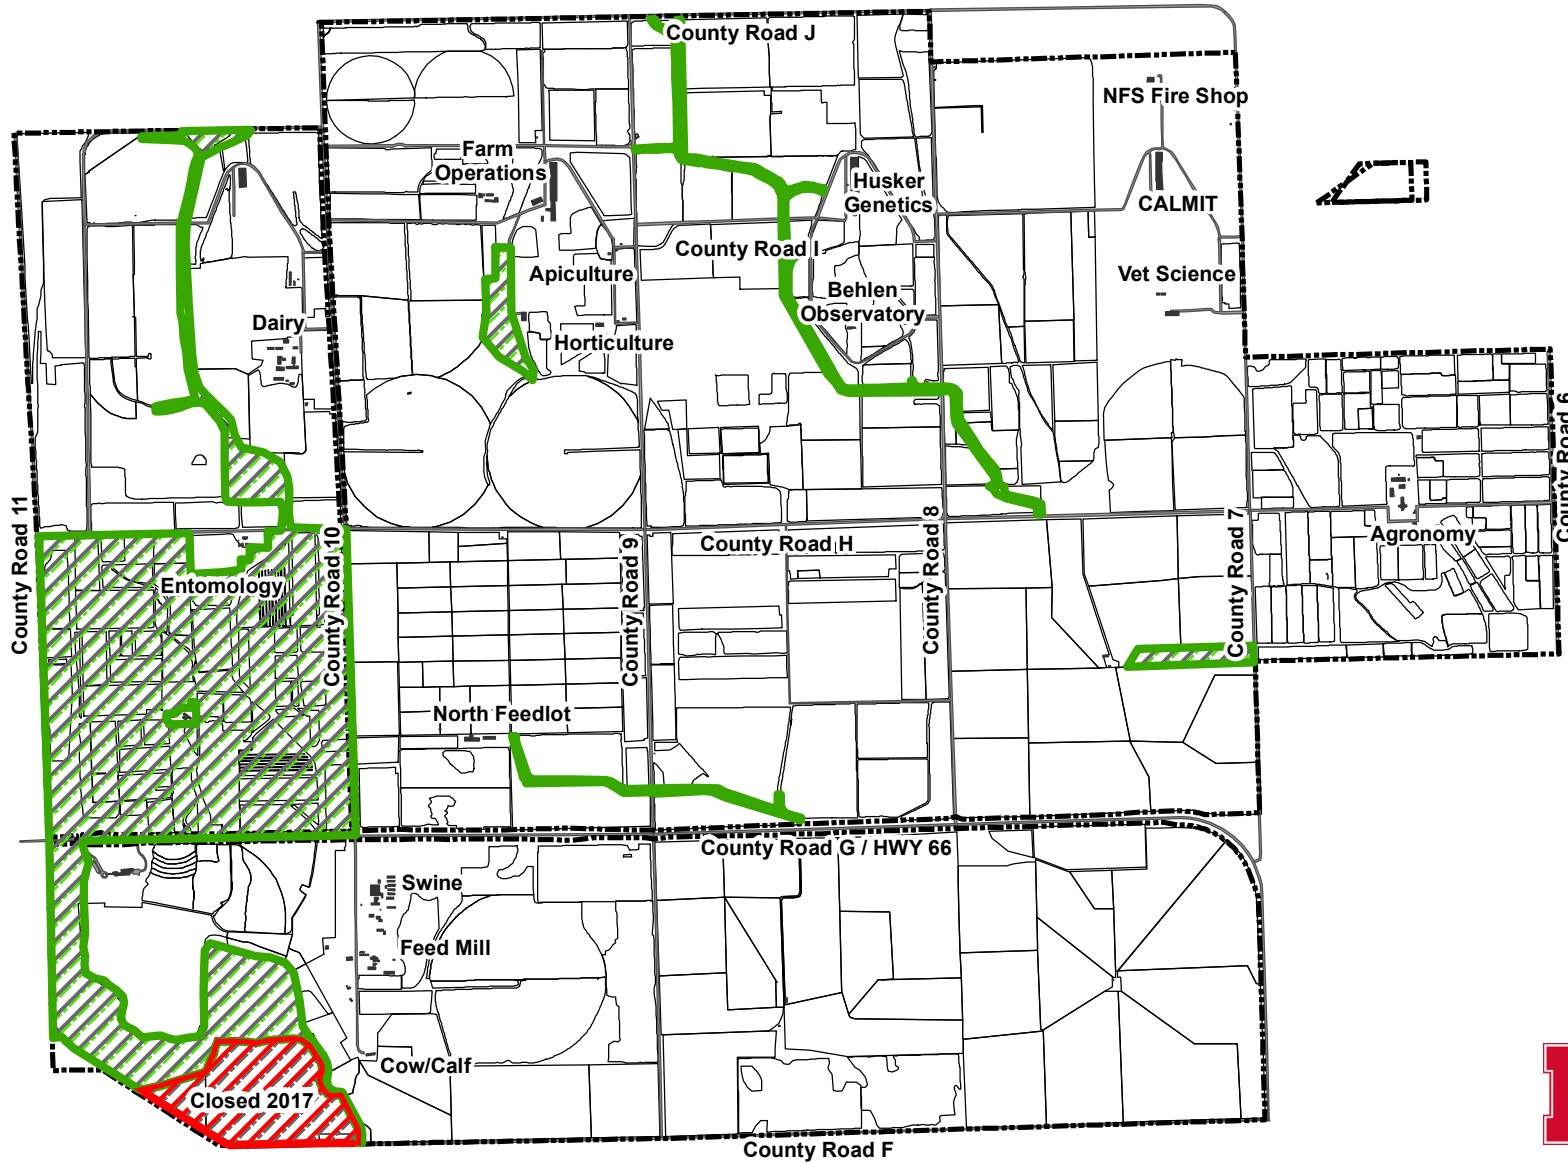 County Road J
NFS Fire Shop
Farm
Operations
Husker
Genetics
CALMIT
County Road I
Apiculture
Vet Science
Behlen
Observatory
Dairy
Horticulture
County Road 6
County Road 11
County Road 10
County Road 9
County Road H
County Road 8
County Road 7
Agronomy
Entomology
North Feedlot
County Road G / HWY 66
Swine
Feed Mill
Cow/Calf
Closed 2017
County Road F